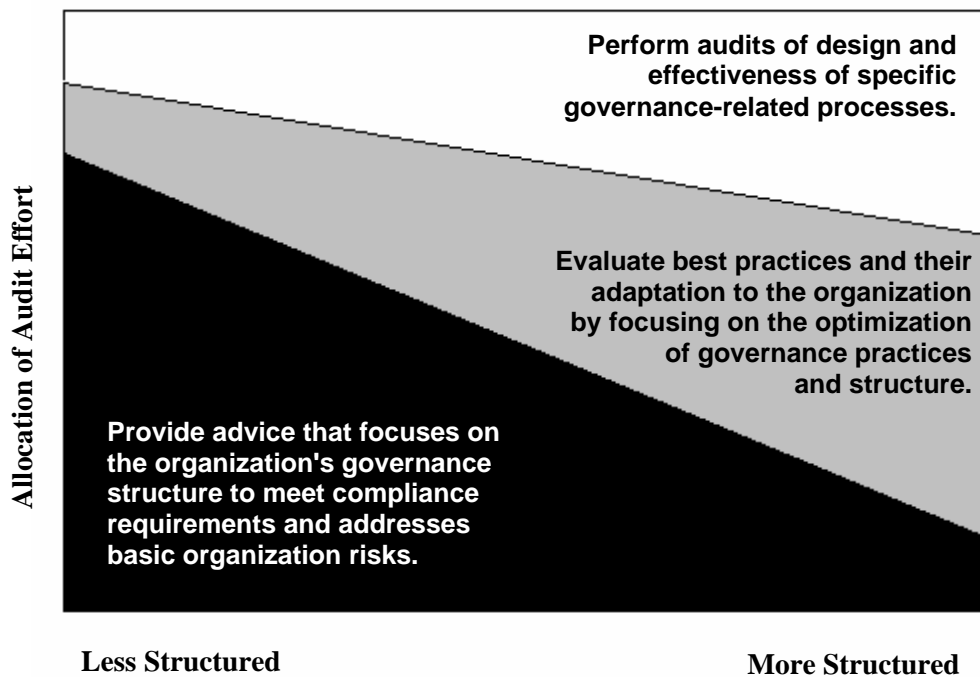 Perform audits of design and
effectiveness of specific
governance-related processes.
Allocation of Audit Effort
Evaluate best practices and their
adaptation to the organization
by focusing on the optimization
of governance practices
and structure.
Provide advice that focuses on
the organization's governance
structure to meet compliance
requirements and addresses
basic organization risks.
Less Structured
More Structured